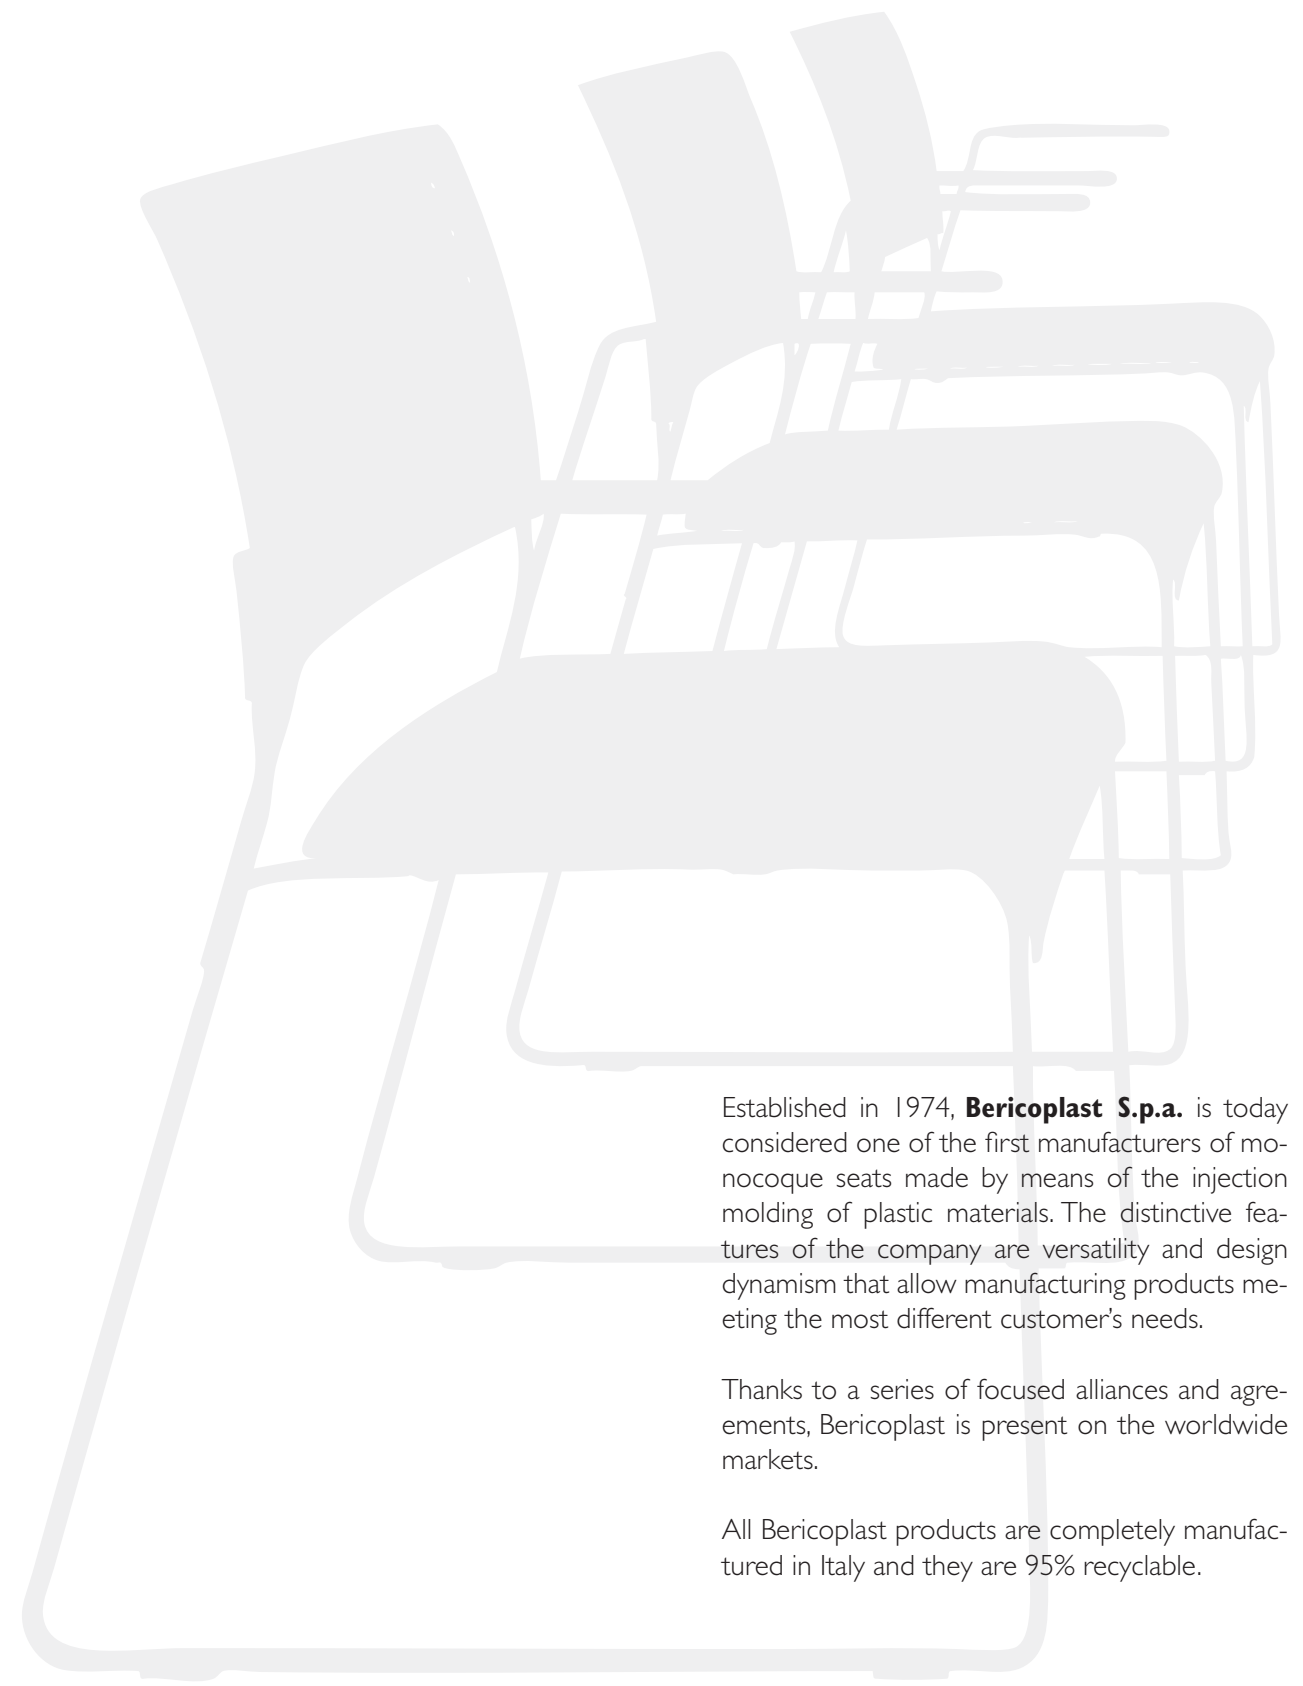 Established in 1974, Bericoplast S.p.a. is today
considered one of the first manufacturers of mo-
nocoque seats made by means of the injection
molding of plastic materials. The distinctive fea-
tures of the company are versatility and design
dynamism that allow manufacturing products me-
eting the most different customer’s needs.
Thanks to a series of focused alliances and agre-
ements, Bericoplast is present on the worldwide
markets.
All Bericoplast products are completely manufac-
tured in Italy and they are 95% recyclable.